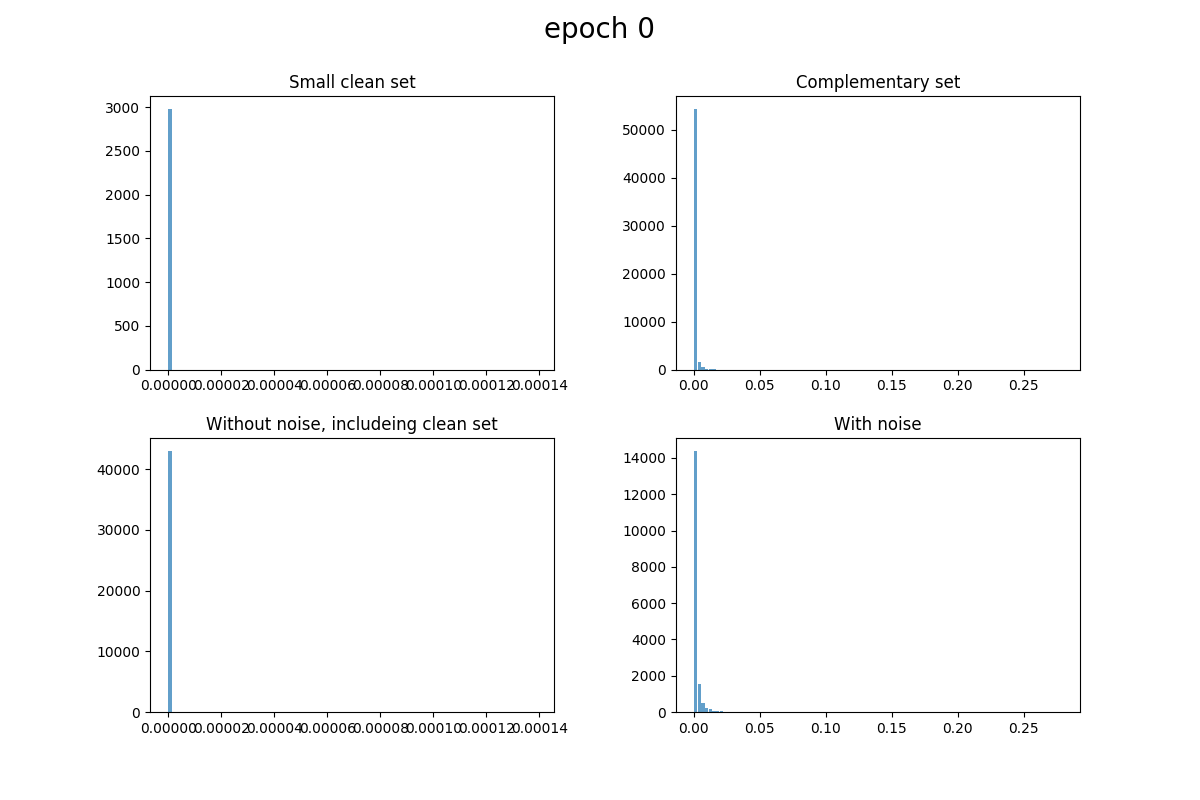 epoch 0
Small clean set
3000
2500
2000
1500
1000
500
0
0.00000 0.00002 0.00004 0.00006 0.00008 0.00010 0.00012 0.00014
Complementary set
50000
40000
30000
20000
10000
0
0.00 0.05 0.10 0.15 0.20 0.25
Without noise, includeing clean set
40000
30000
20000
10000
0
0.00000 0.00002 0.00004 0.00006 0.00008 0.00010 0.00012 0.00014
With noise
14000
12000
10000
8000
6000
4000
2000
0
0.00 0.05 0.10 0.15 0.20 0.25